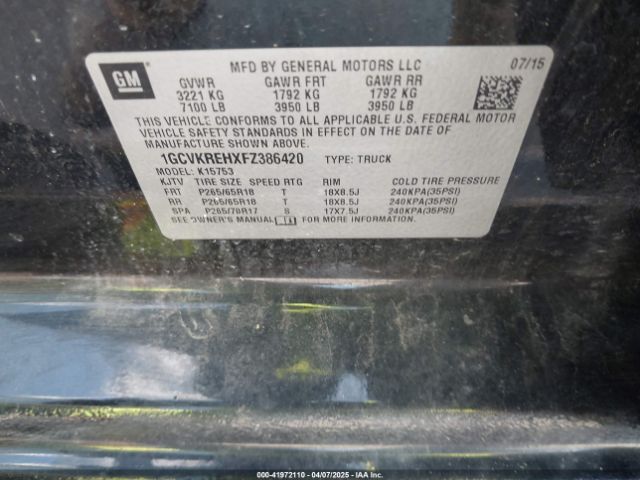 GM
MFD BY GENERAL MOTORS LLC
07/15
GVWR GAWR FRT GAWR RR
3221 KG 1792 KG 1792 KG
7100 LB 3950 LB 3950 LB
THIS VEHICLE CONFORMS TO ALL APPLICABLE U.S. FEDERAL MOTOR
VEHICLE SAFETY STANDARDS IN EFFECT ON THE DATE OF
MANUFACTURE SHOWN ABOVE.
1GCVKREHXFZ386420 TYPE: TRUCK
MODEL: K15753
KJTV TIRE SIZE SPEED RTG RIM COLD TIRE PRESSURE
FRT P265/65R18 T 18X8.5J 240KPA(35PSI)
RR P265/65R18 T 18X8.5J 240KPA(35PSI)
SPA P265/70R17 S 17X7.5J 240KPA(35PSI)
SEE OWNER'S MANUAL FOR MORE INFORMATION.
000-41972110 04/07/2025 IAA Inc.